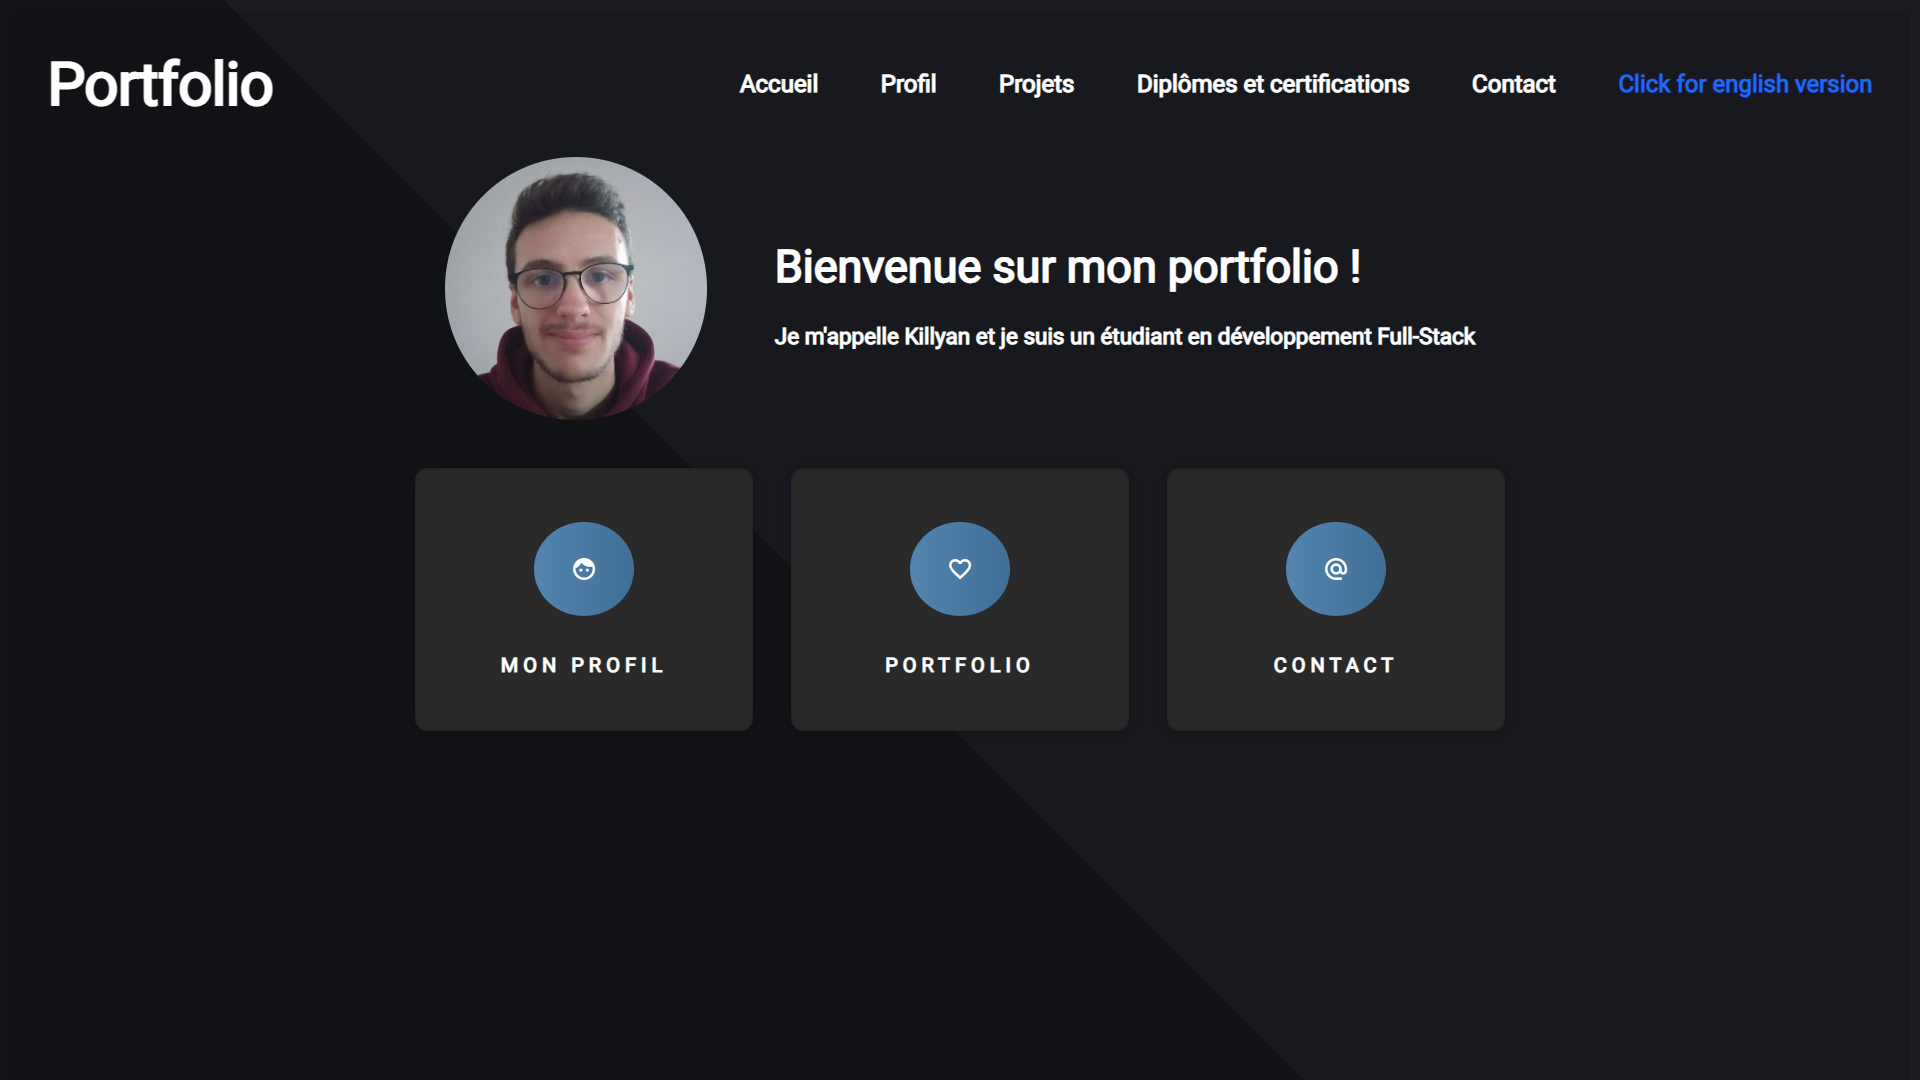 Portfolio
Accueil Profil Projets Diplômes et certifications Contact Click for english version
Bienvenue sur mon portfolio !
Je m'appelle Killyan et je suis un étudiant en développement Full-Stack
MON PROFIL PORTFOLIO CONTACT